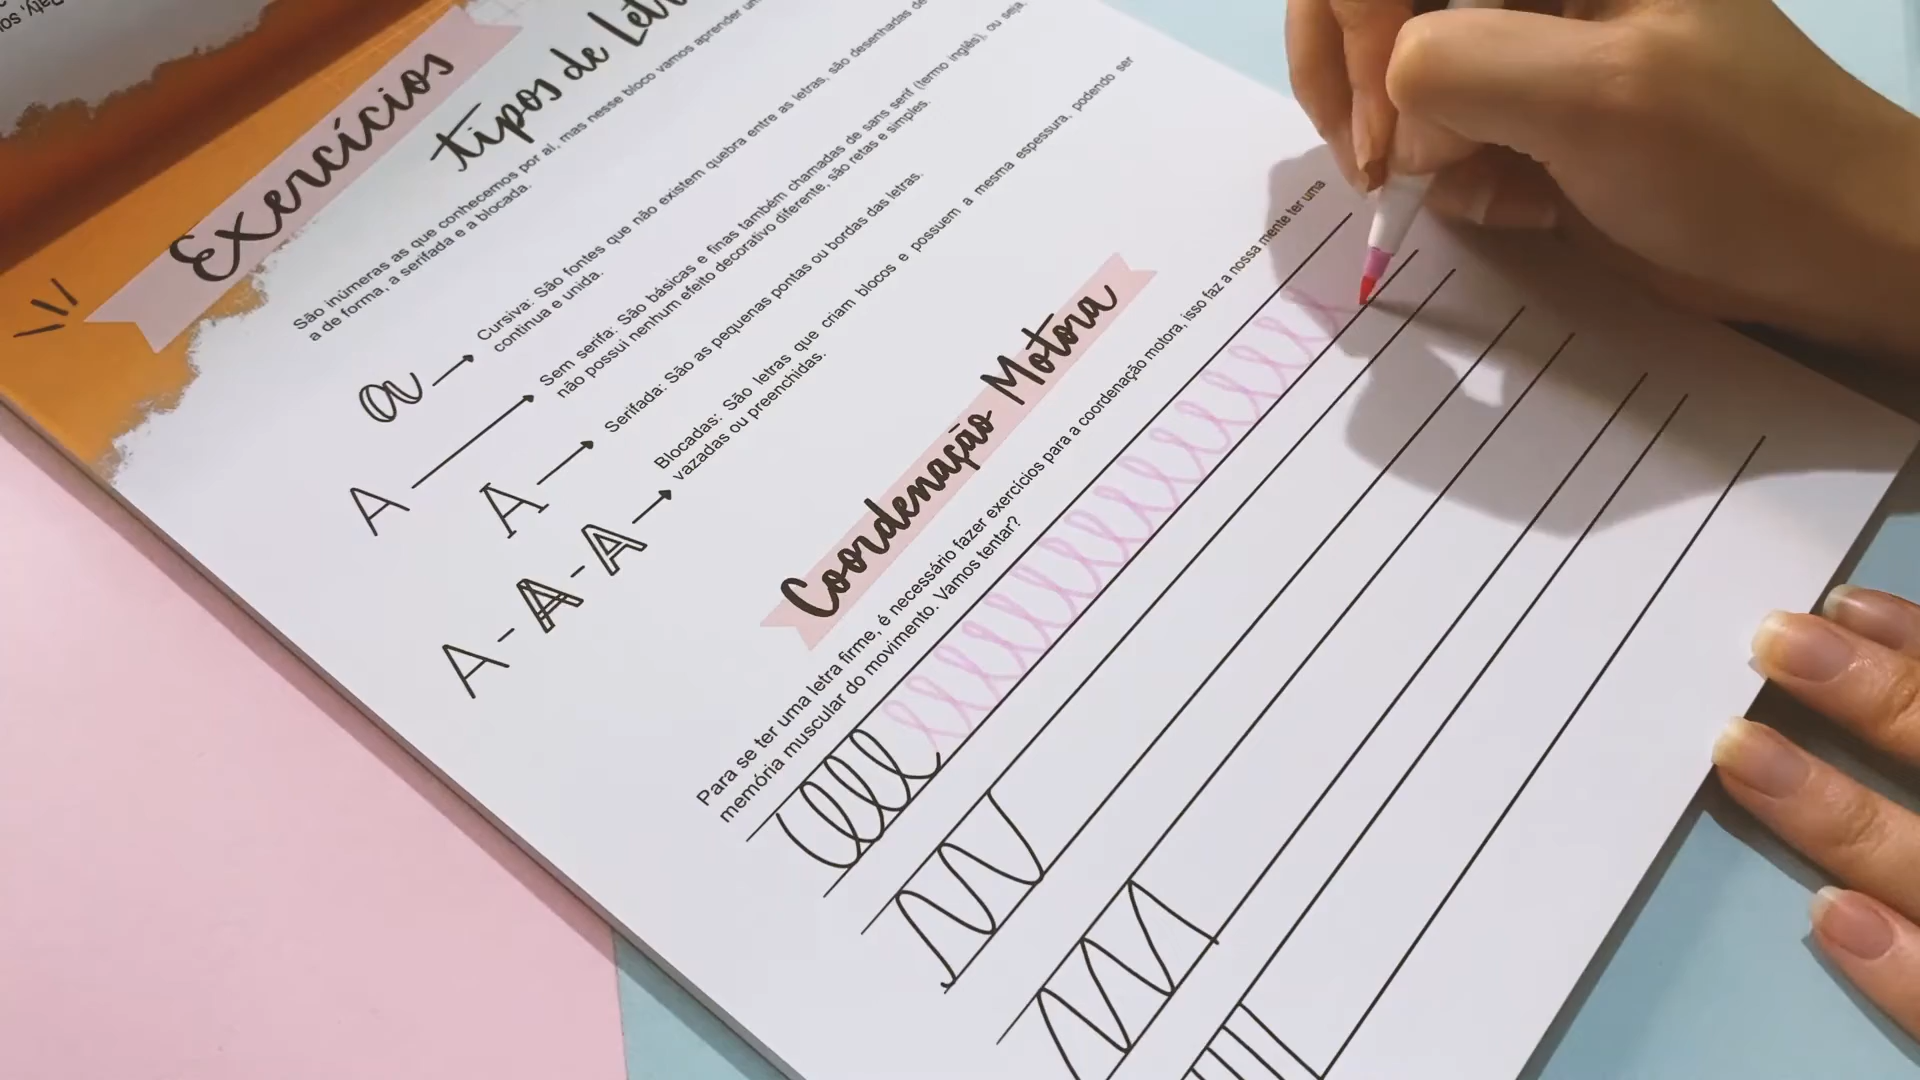 Paty, so
Exercícios
tipos de Letr
São inúmeras as que conhecemos por aí, mas nesse bloco vamos aprender
a de forma, a serifada e a blocada.
a
Cursiva: São fontes que não existem quebra entre as letras, são desenhadas de
continua e unida.
A
Sem serifa: São básicas e finas também chamadas de sans serif (termo inglês), ou seja,
não possui nenhum efeito decorativo diferente, são retas e simples.
A
Serifada: São as pequenas pontas ou bordas das letras.
A - A - A
Blocadas: São letras que criam blocos e possuem a mesma espessura, podendo ser
vazadas ou preenchidas.
Coordenação Motora
Para se ter uma letra firme, é necessário fazer exercícios para a coordenação motora, isso faz a nossa mente ter uma
memória muscular do movimento. Vamos tentar?